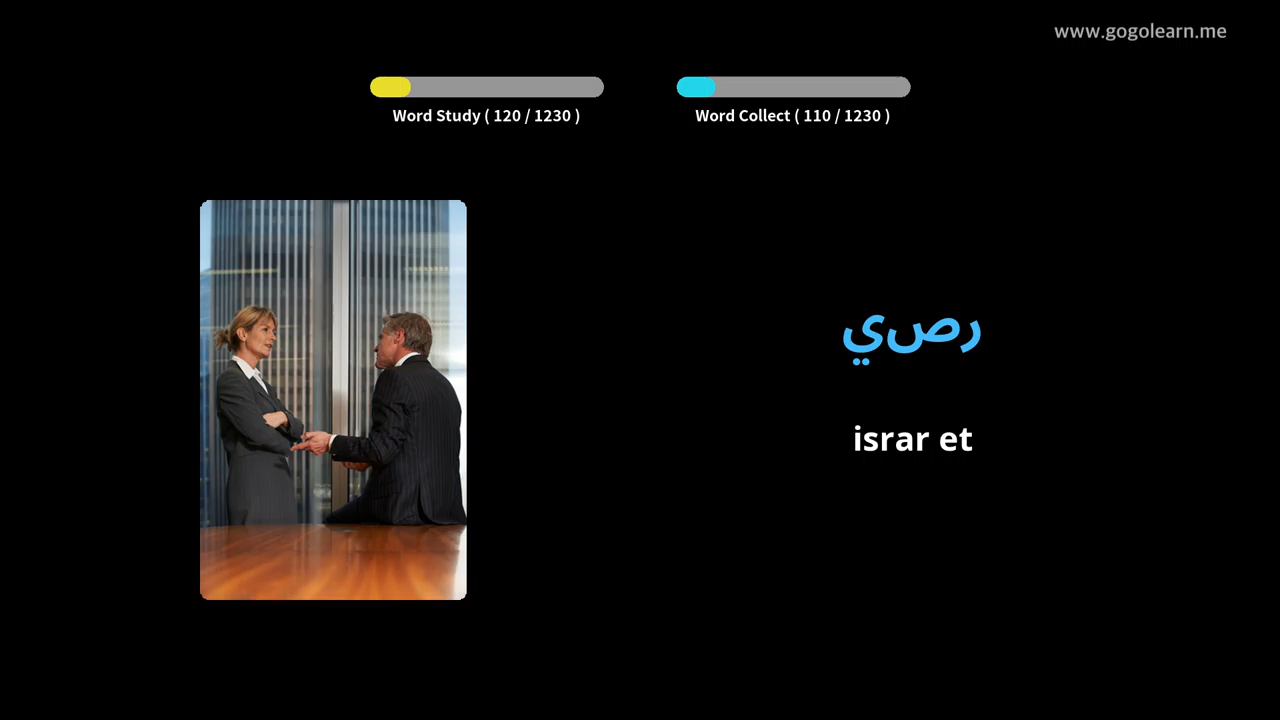 www.gogolearn.me
Word Study ( 120 / 1230 )
Word Collect ( 110 / 1230 )
رصي
israr et